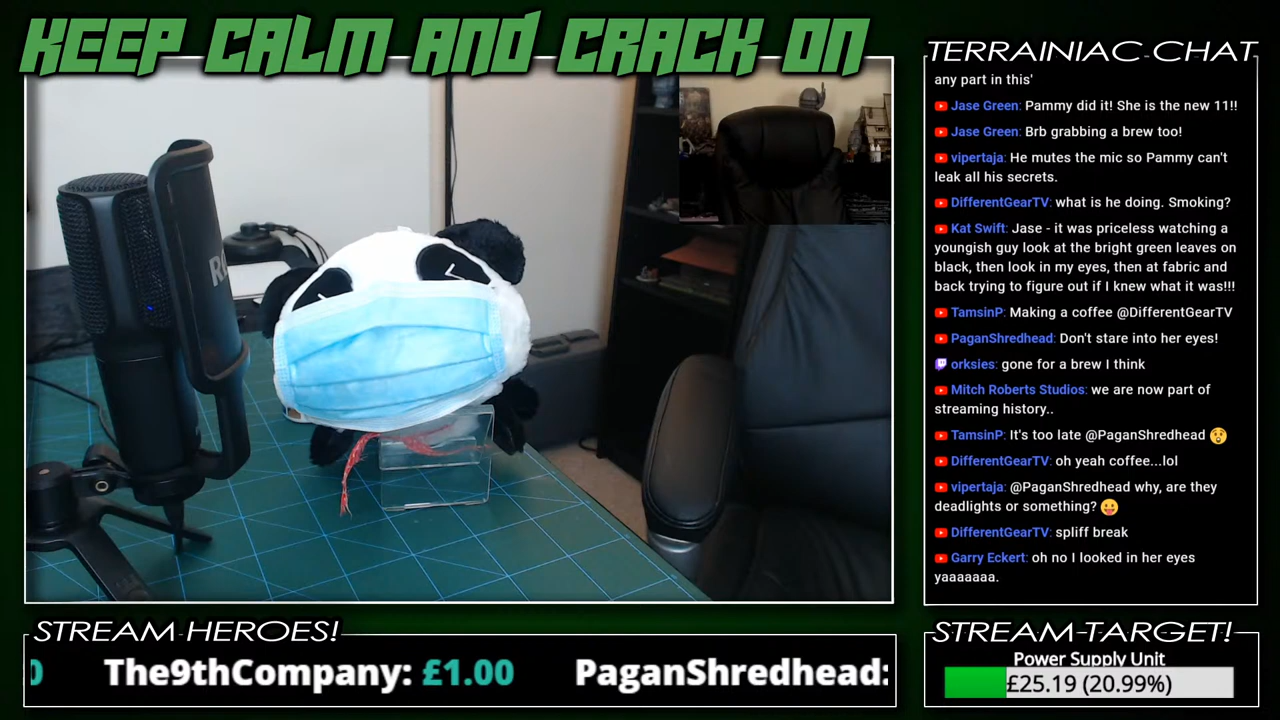 KEEP CALM AND CRACK ON
TERRAINIAC CHAT
any part in this'
Jase Green: Pammy did it! She is the new 11!!
Jase Green: Brb grabbing a brew too!
vipertaja: He mutes the mic so Pammy can't
leak all his secrets.
DifferentGearTV: what is he doing. Smoking?
Kat Swift: Jase - it was priceless watching a
youngish guy look at the bright green leaves on
black, then look in my eyes, then at fabric and
back trying to figure out if I knew what it was!!!
TamsinP: Making a coffee @DifferentGearTV
PaganShredhead: Don't stare into her eyes!
orksies: gone for a brew I think
Mitch Roberts Studios: we are now part of
streaming history..
TamsinP: It's too late @PaganShredhead 😲
DifferentGearTV: oh yeah coffee...lol
vipertaja: @PaganShredhead why, are they
deadlights or something? 😛
DifferentGearTV: spliff break
Garry Eckert: oh no I looked in her eyes
yaaaaaaa.
STREAM HEROES!
0 The9thCompany: £1.00 PaganShredhead:
STREAM TARGET!
Power Supply Unit
£25.19 (20.99%)